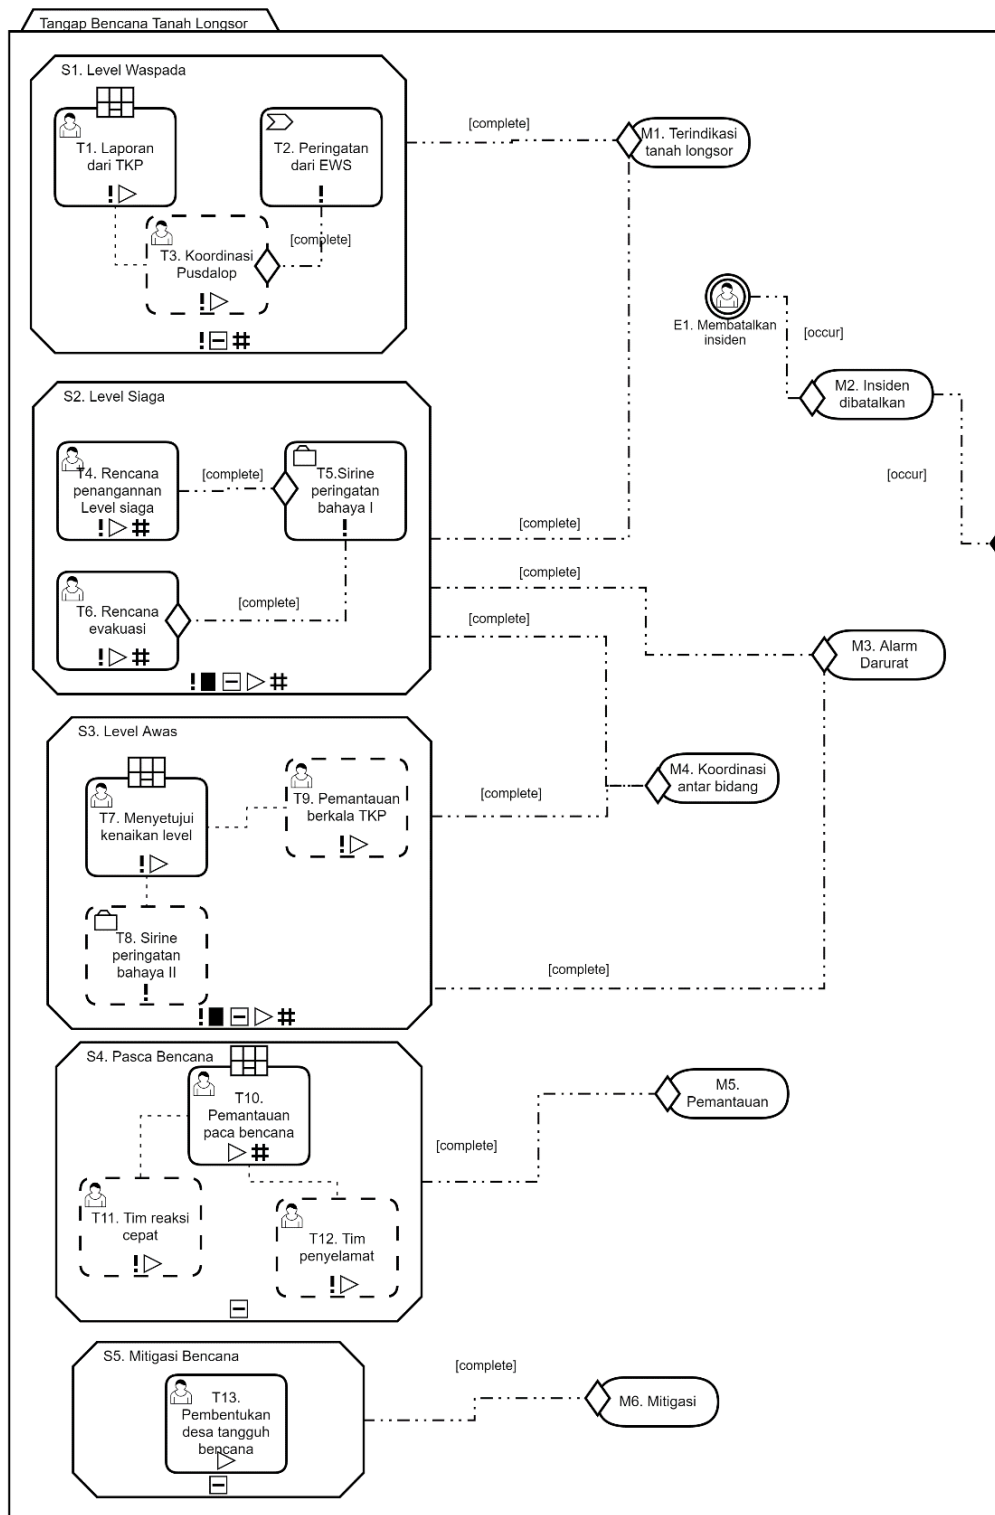 Tangap Bencana Tanah Longsor
S1. Level Waspada
T1. Laporan
dari TKP
T2. Peringatan
dari EWS
[complete]
T3. Koordinasi
Pusdalop
[complete]
M1. Terindikasi
tanah longsor
E1. Membatalkan
insiden
[occur]
M2. Insiden
dibatalkan
[occur]
S2. Level Siaga
T4. Rencana
penangannan
Level siaga
[complete]
T5.Sirine
peringatan
bahaya I
[complete]
[complete]
T6. Rencana
evakuasi
[complete]
[complete]
M3. Alarm
Darurat
S3. Level Awas
T7. Menyetujui
kenaikan level
T9. Pemantauan
berkala TKP
[complete]
M4. Koordinasi
antar bidang
T8. Sirine
peringatan
bahaya II
[complete]
S4. Pasca Bencana
T10.
Pemantauan
paca bencana
[complete]
M5.
Pemantauan
T11. Tim reaksi
cepat
T12. Tim
penyelamat
S5. Mitigasi Bencana
T13.
Pembentukan
desa tangguh
bencana
[complete]
M6. Mitigasi